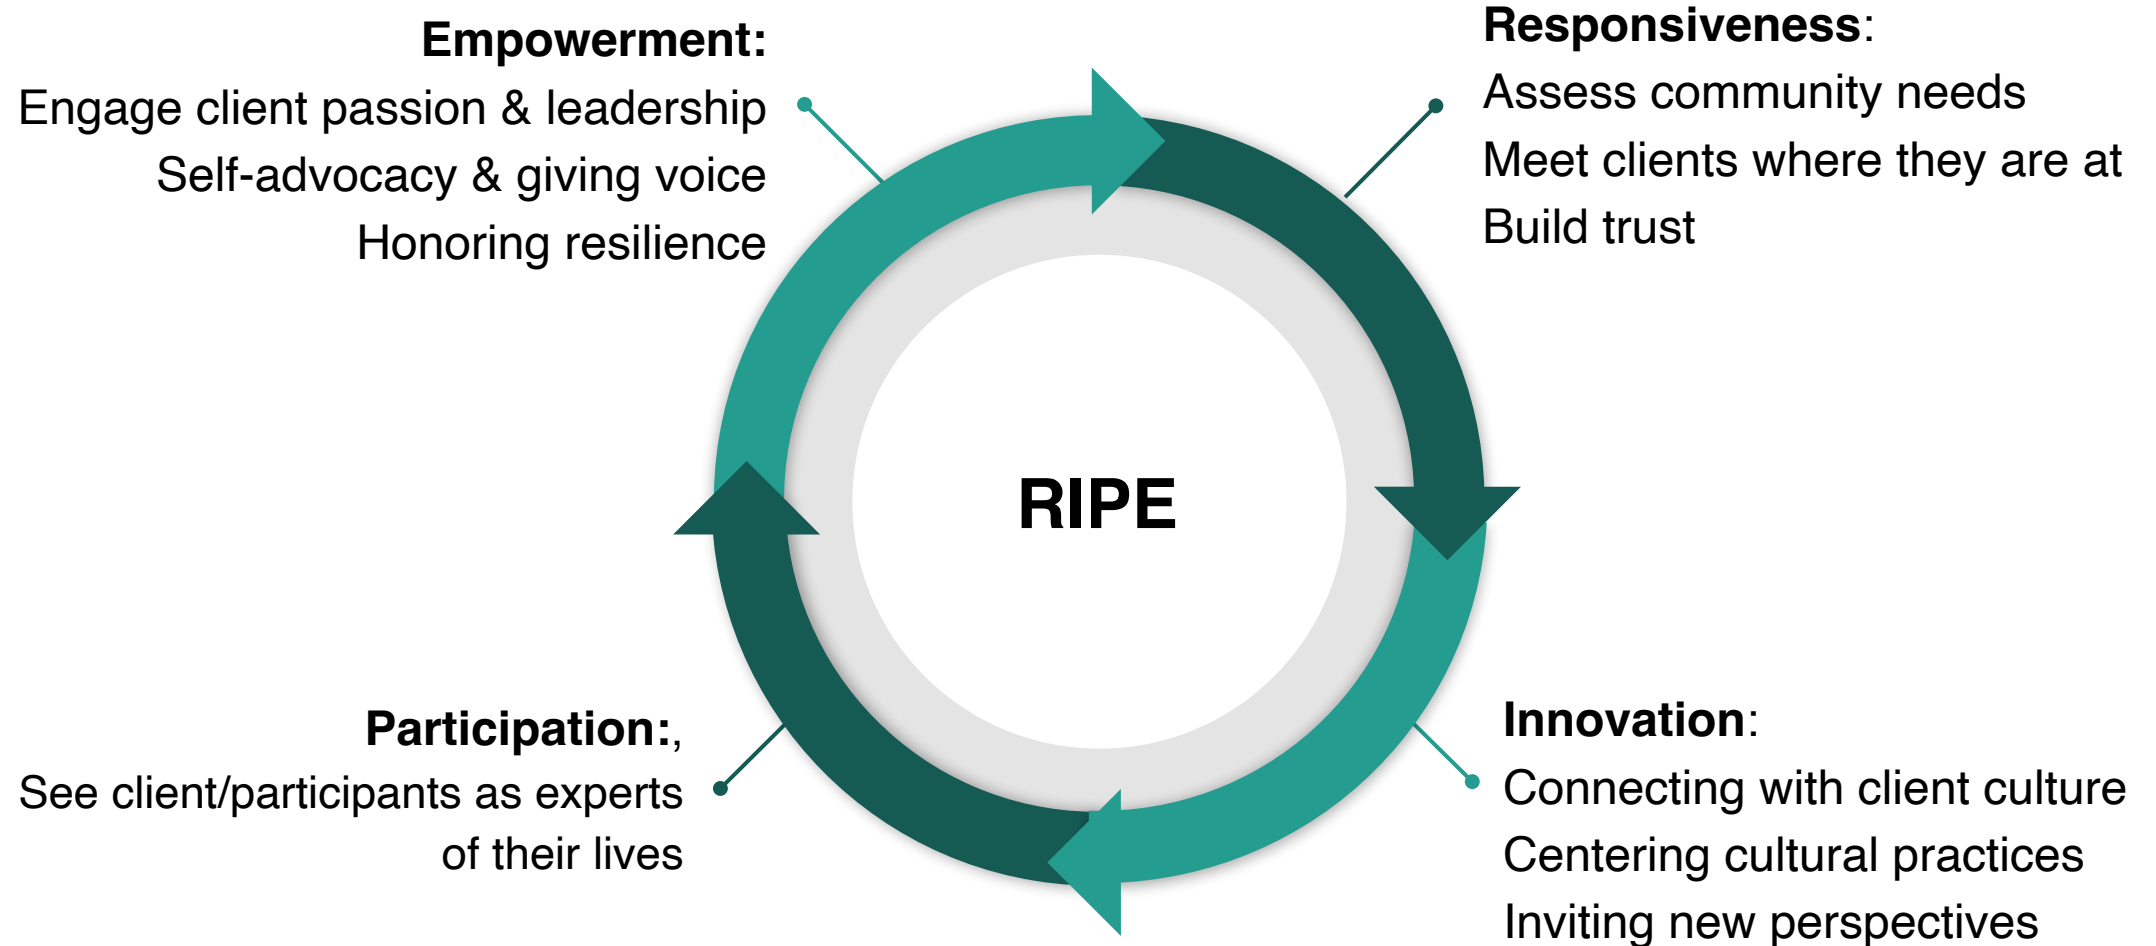 Empowerment:
Engage client passion & leadership
Self-advocacy & giving voice
Honoring resilience
Responsiveness:
Assess community needs
Meet clients where they are at
Build trust
RIPE
Participation:,
See client/participants as experts
of their lives
Innovation:
Connecting with client culture
Centering cultural practices
Inviting new perspectives